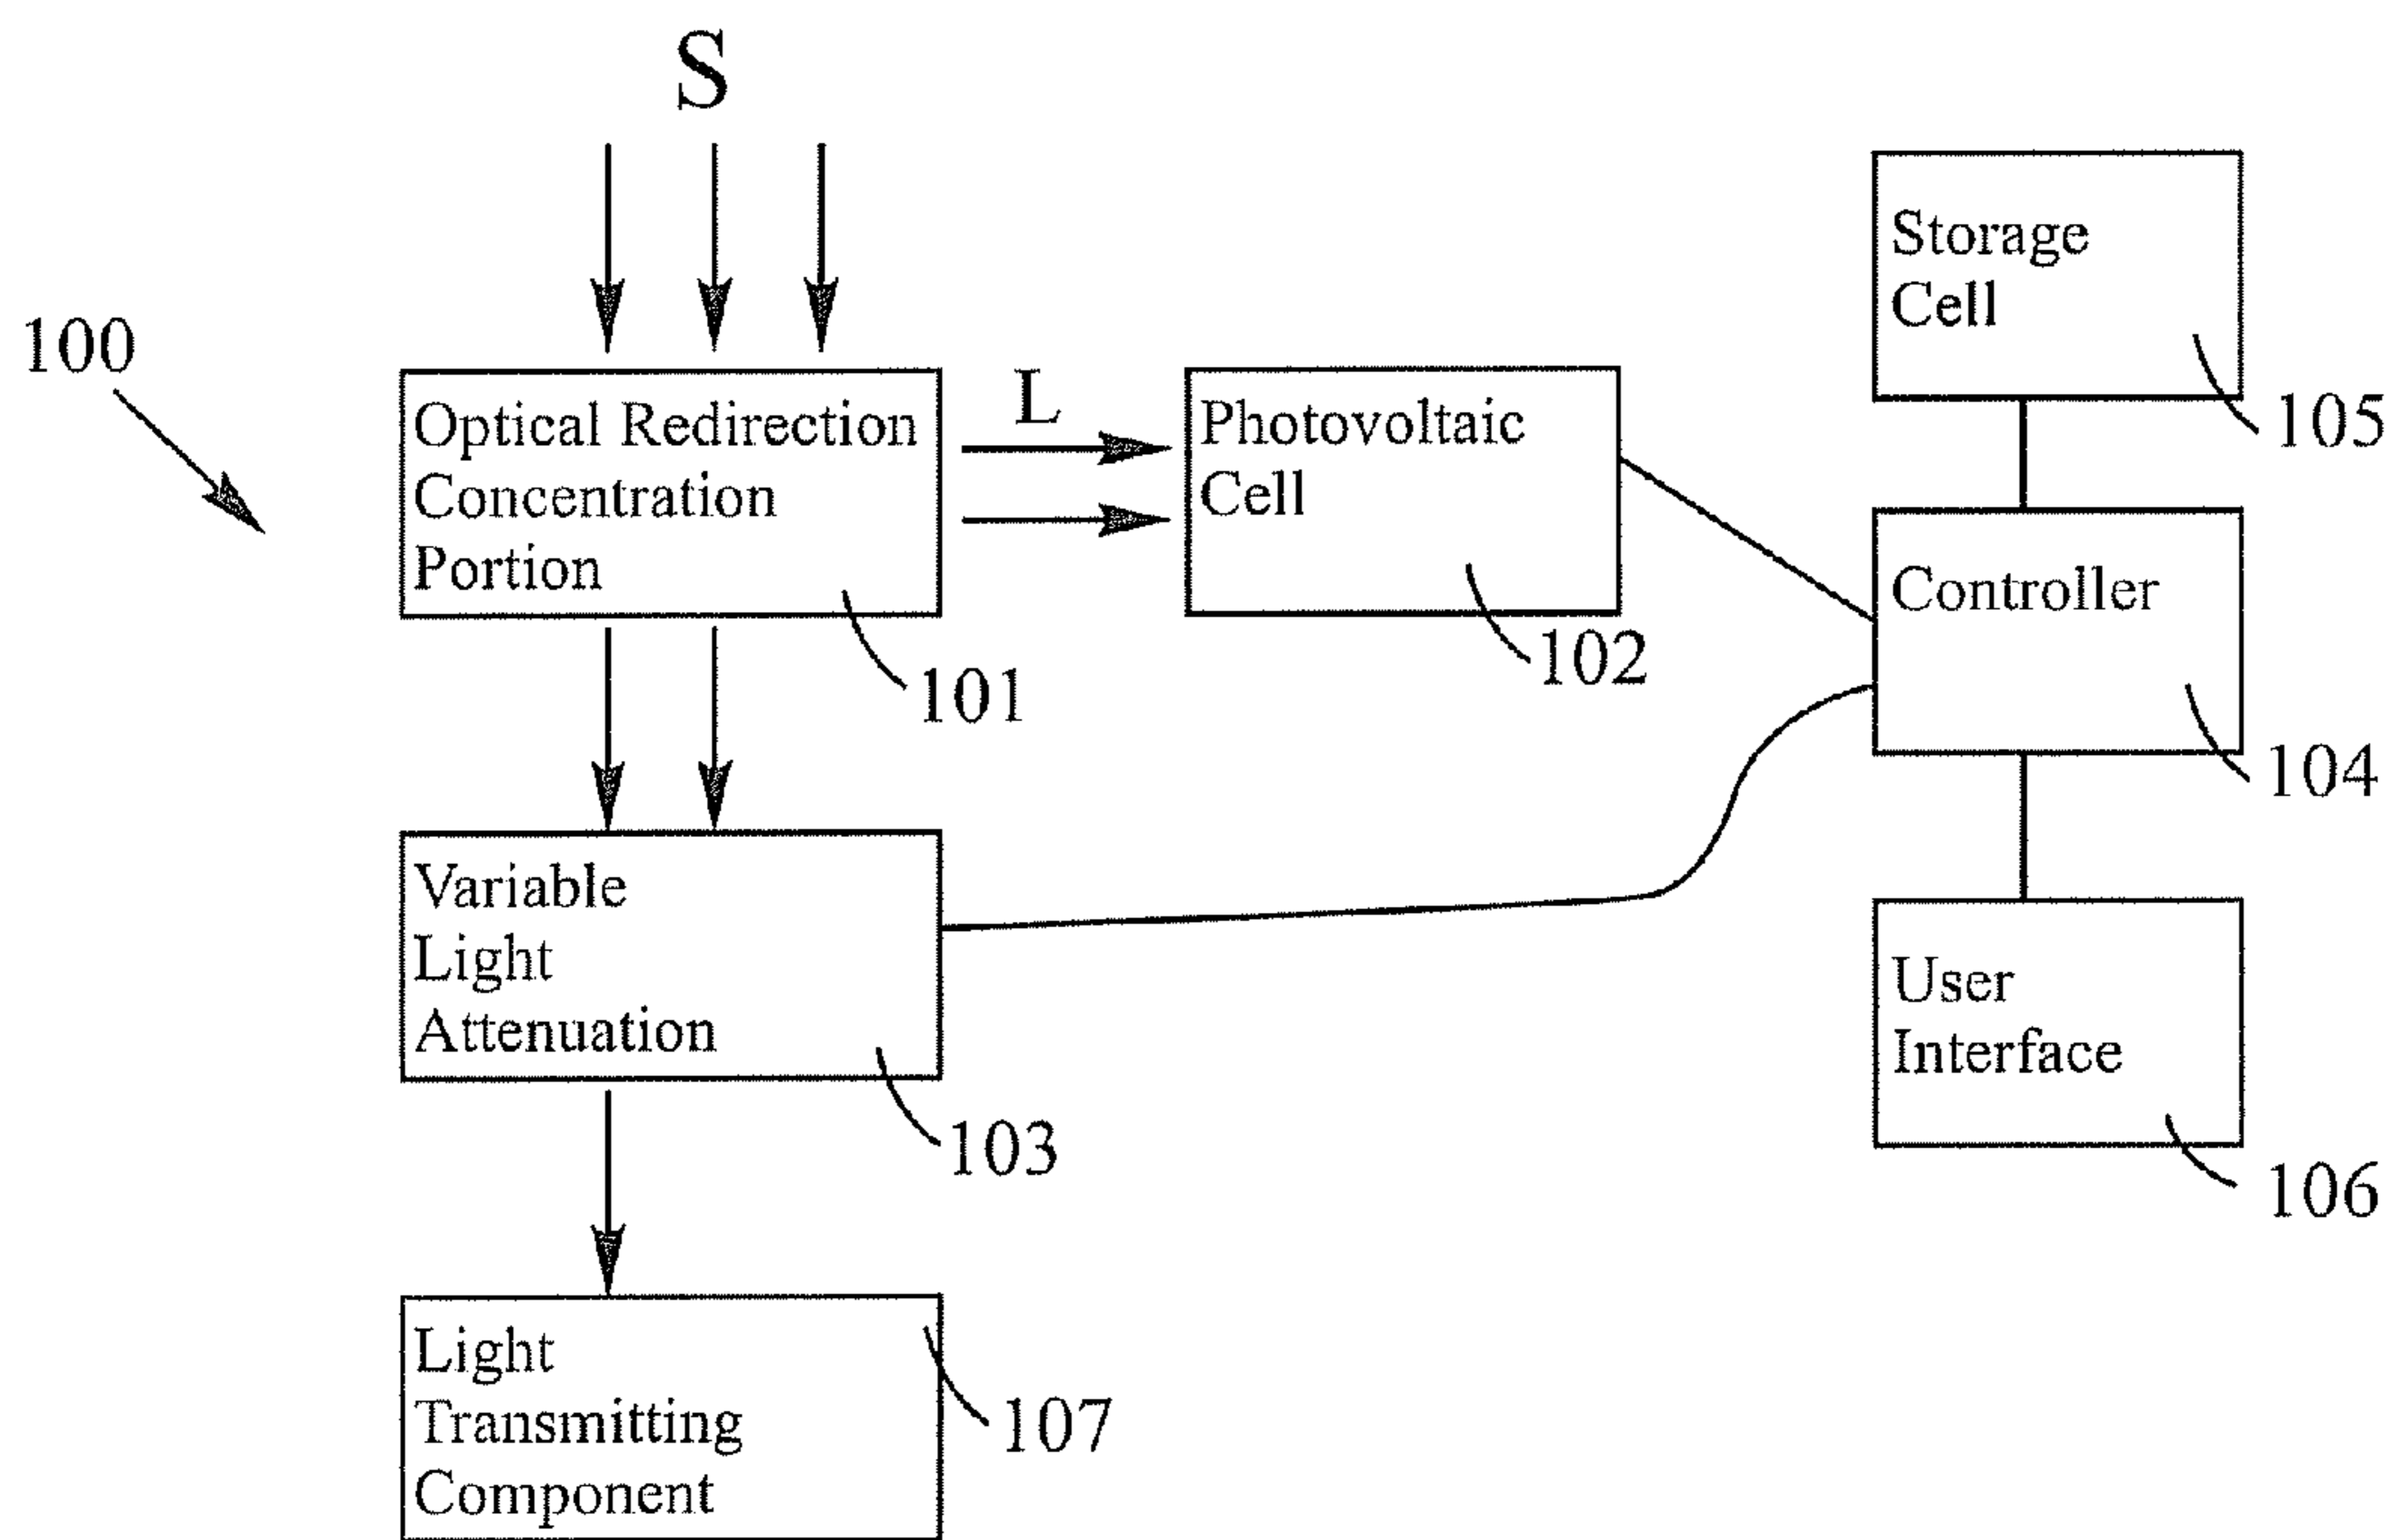 S
100
Optical Redirection
Concentration
Portion
101
L
Photovoltaic
Cell
102
Storage
Cell
105
Controller
104
Variable
Light
Attenuation
103
User
Interface
106
Light
Transmitting
Component
107